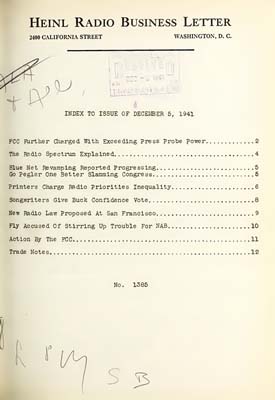 HEINL RADIO BUSINESS LETTER
2400 CALIFORNIA STREET WASHINGTON, D. C.
INDEX TO ISSUE OF DECEMBER 5, 1941
FCC Further Charged With Exceeding Press Probe Power............2
The Radio Spectrum Explained....................................4
Blue Net Revamping Reported Progressing.........................5
Go Pegler One Better Slamming Congress..........................5
Printers Charge Radio Priorities Inequality.....................6
Songwriters Give Buck Confidence Vote...........................8
New Radio Law Proposed At San Francisco.........................9
Fly Accused Of Stirring Up Trouble For NAB.....................10
Action By The FCC..............................................11
Trade Notes....................................................12
No. 1385
S B